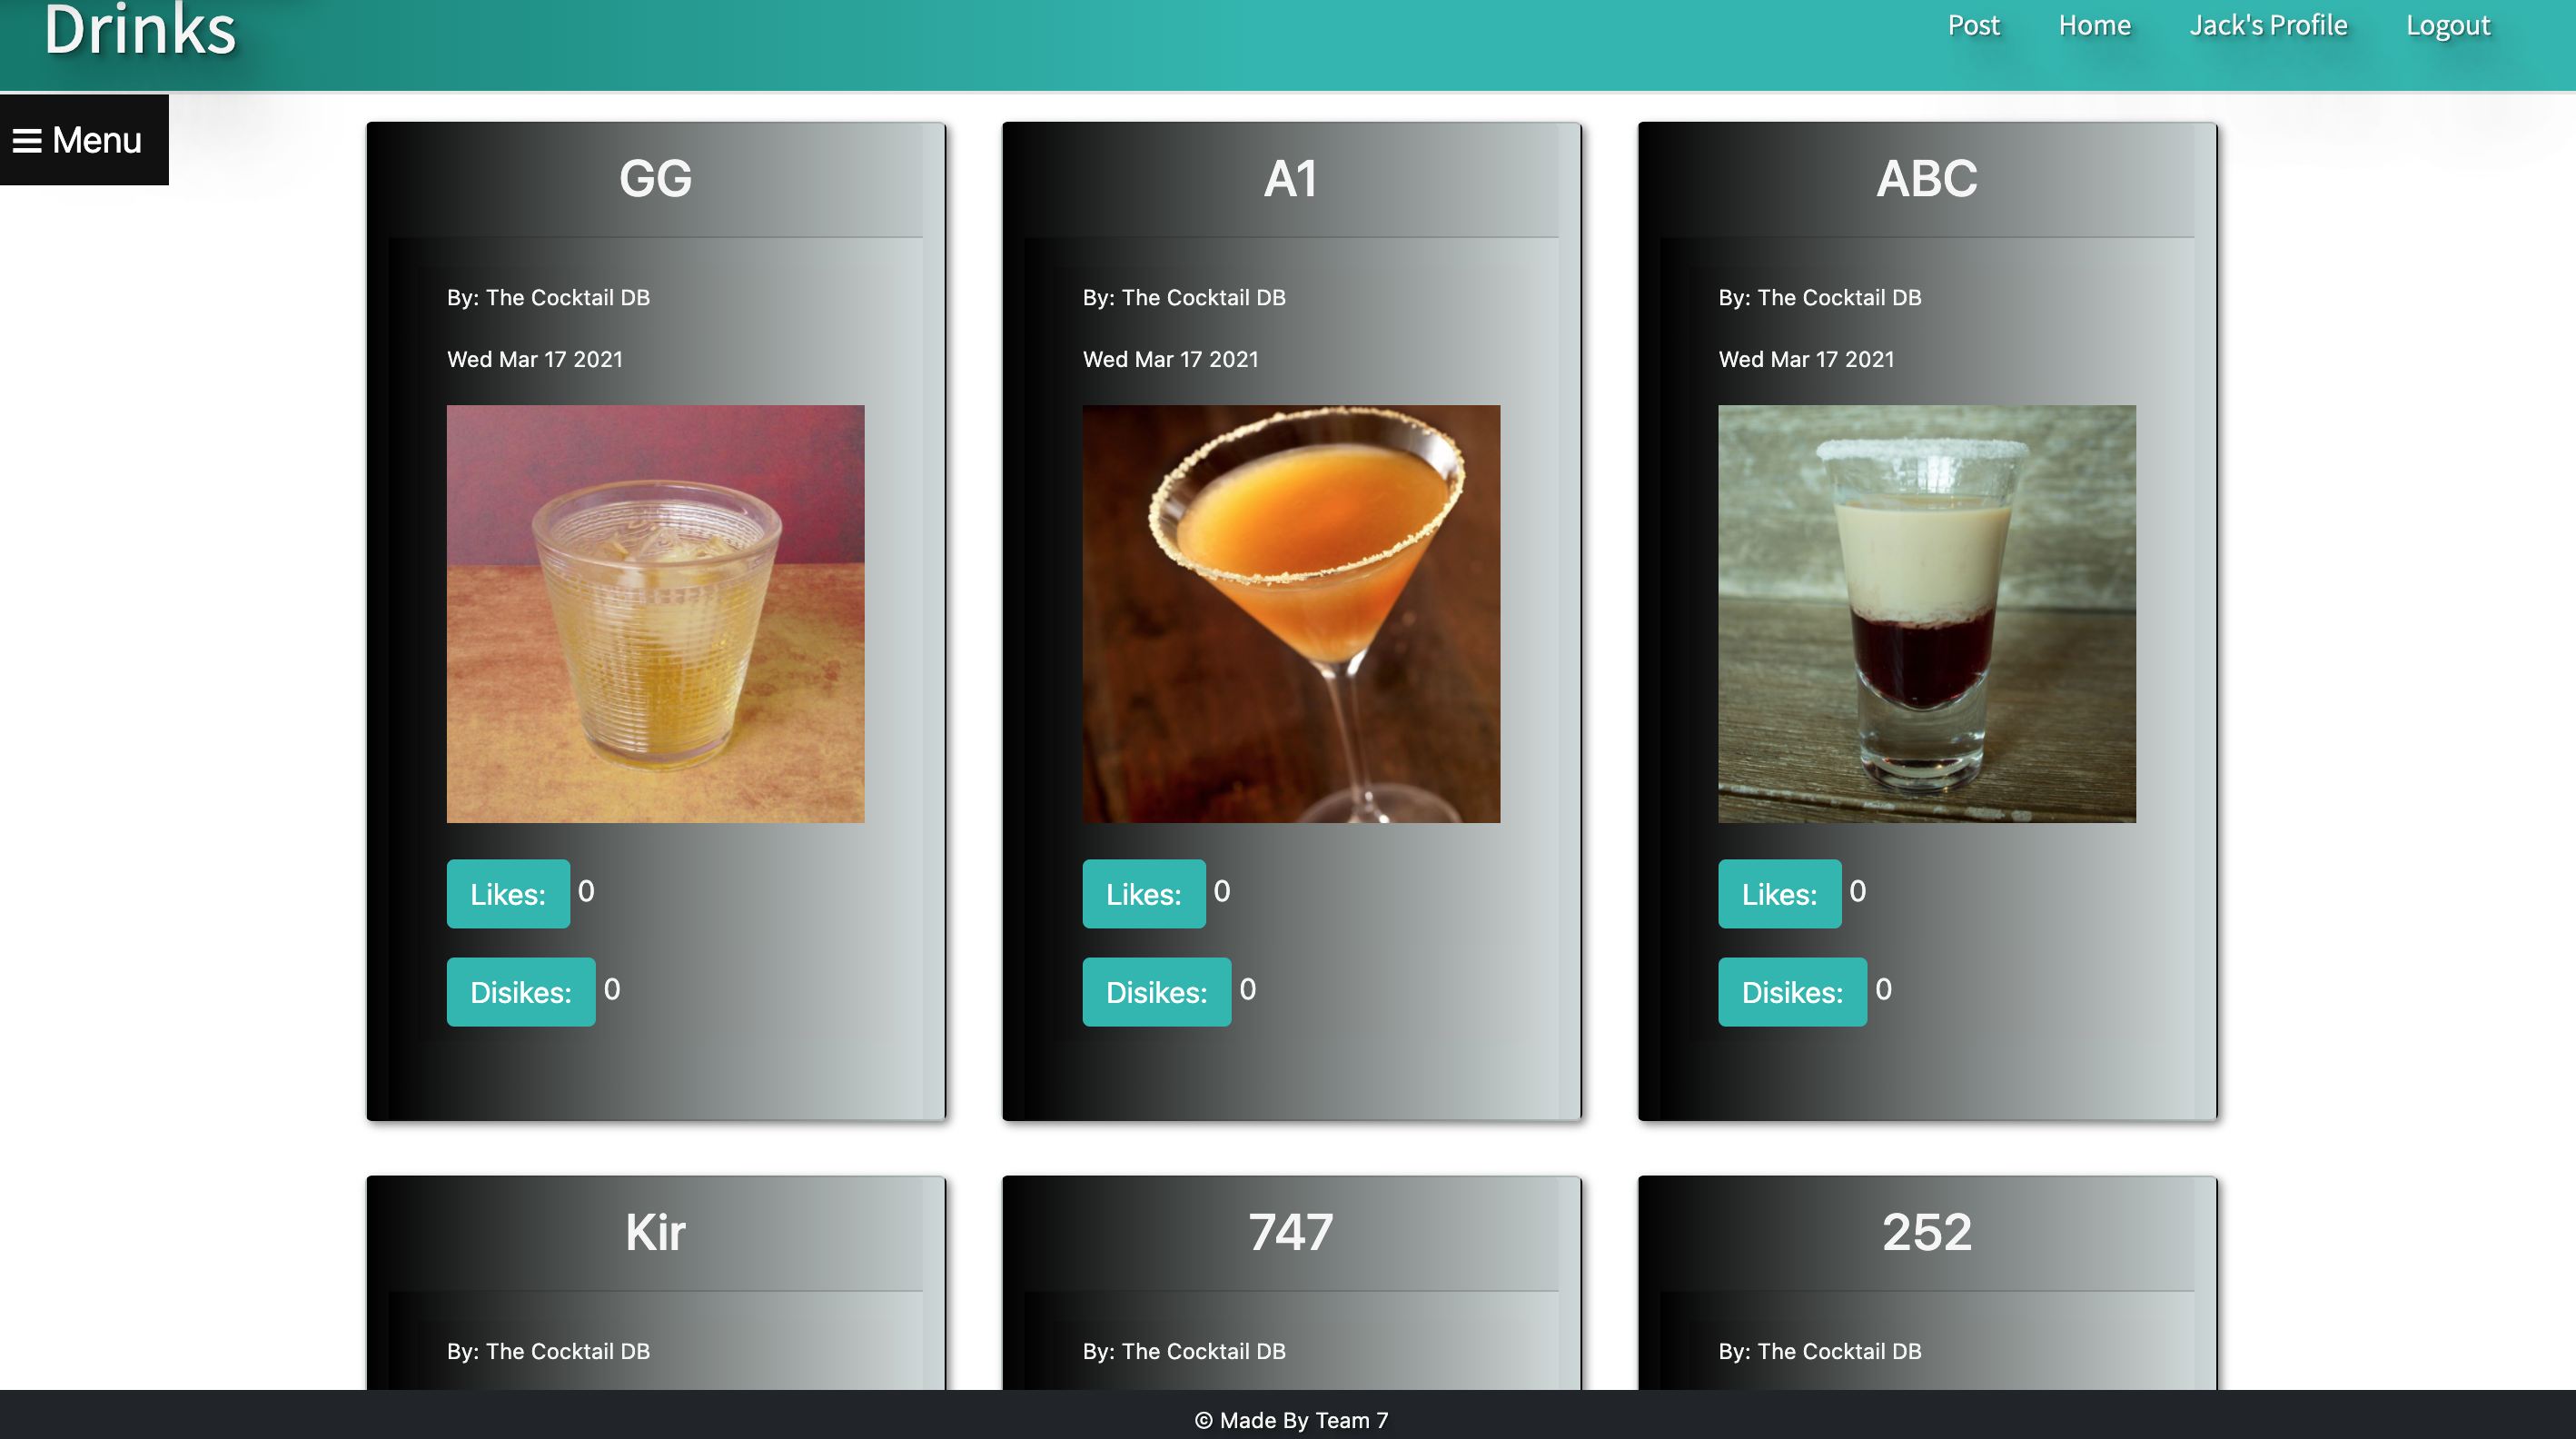 Drinks
Post Home Jack's Profile Logout
☰ Menu
GG
By: The Cocktail DB
Wed Mar 17 2021
Likes: 0
Disikes: 0
A1
By: The Cocktail DB
Wed Mar 17 2021
Likes: 0
Disikes: 0
ABC
By: The Cocktail DB
Wed Mar 17 2021
Likes: 0
Disikes: 0
Kir
By: The Cocktail DB
747
By: The Cocktail DB
252
By: The Cocktail DB
© Made By Team 7